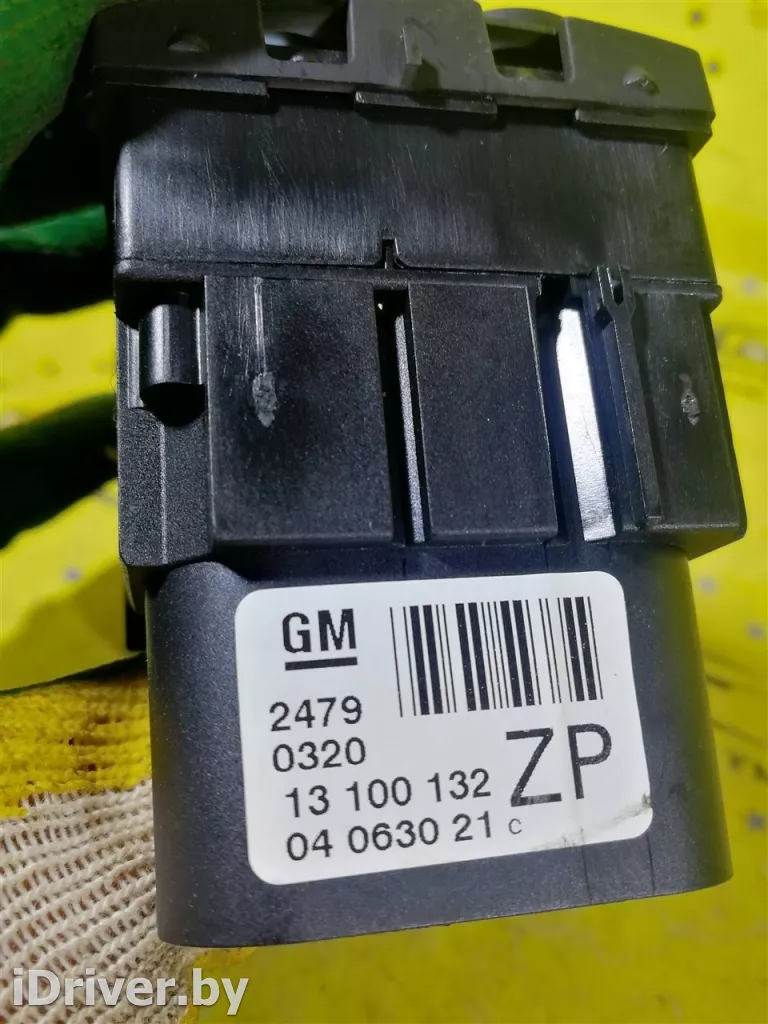 GM
2479
0320
13 100 132 ZP
04 0630 21 C
iDriver.by